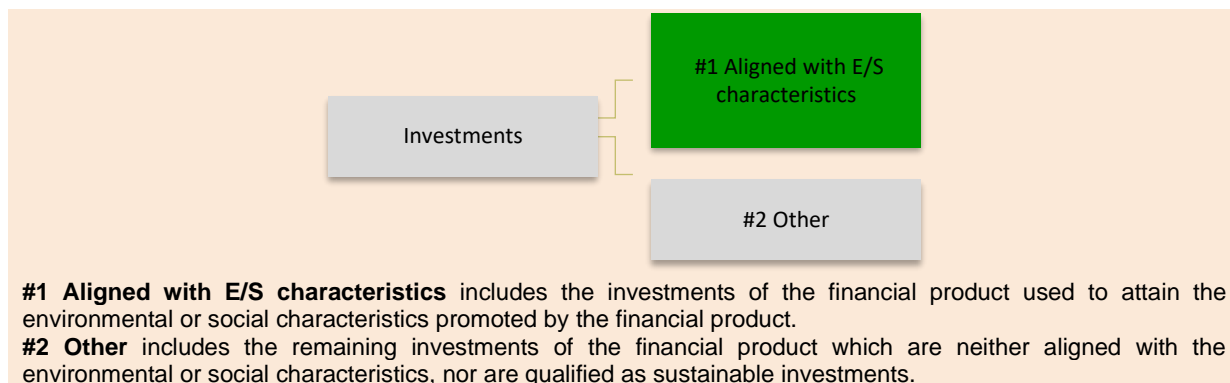 #1 Aligned with E/S
characteristics
Investments
#2 Other
#1 Aligned with E/S characteristics includes the investments of the financial product used to attain the
environmental or social characteristics promoted by the financial product.
#2 Other includes the remaining investments of the financial product which are neither aligned with the
environmental or social characteristics, nor are qualified as sustainable investments.